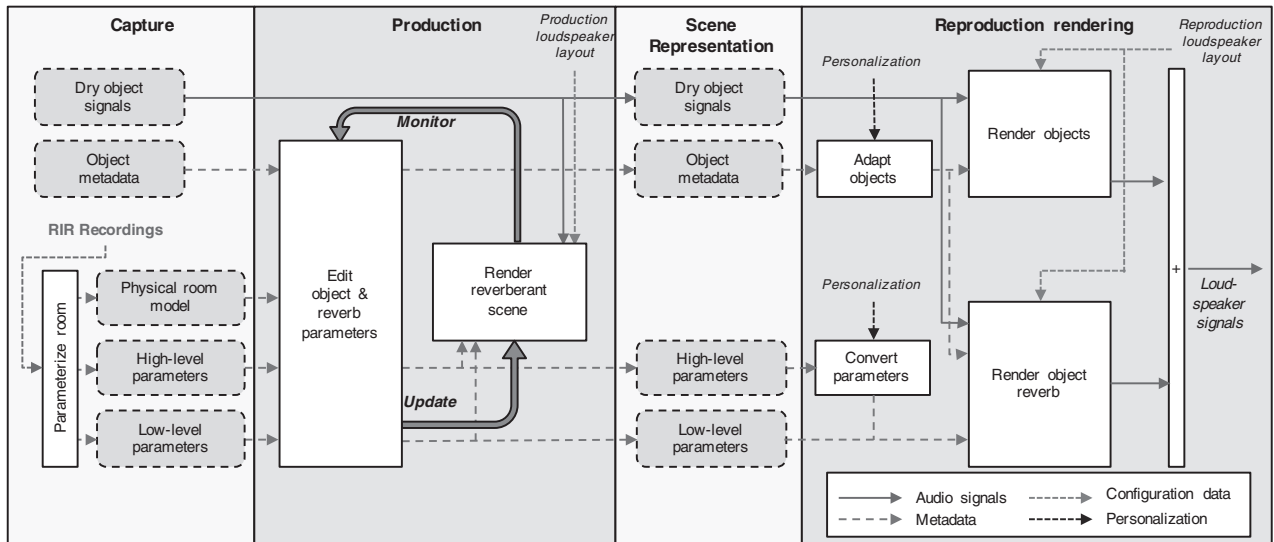 Capture
Dry object
signals
Object
metadata
RIR Recordings
Parameterize room
Physical room
model
High-level
parameters
Low-level
parameters
Production
Production
loudspeaker
layout
Monitor
Edit
object &
reverb
parameters
Render
reverberant
scene
Update
Scene
Representation
Dry object
signals
Object
metadata
High-level
parameters
Low-level
parameters
Reproduction rendering
Personalization
Reproduction
loudspeaker
layout
Render objects
Adapt
objects
Personalization
Convert
parameters
Render object
reverb
+
Loud-
speaker
signals
Audio signals
Configuration data
Metadata
Personalization